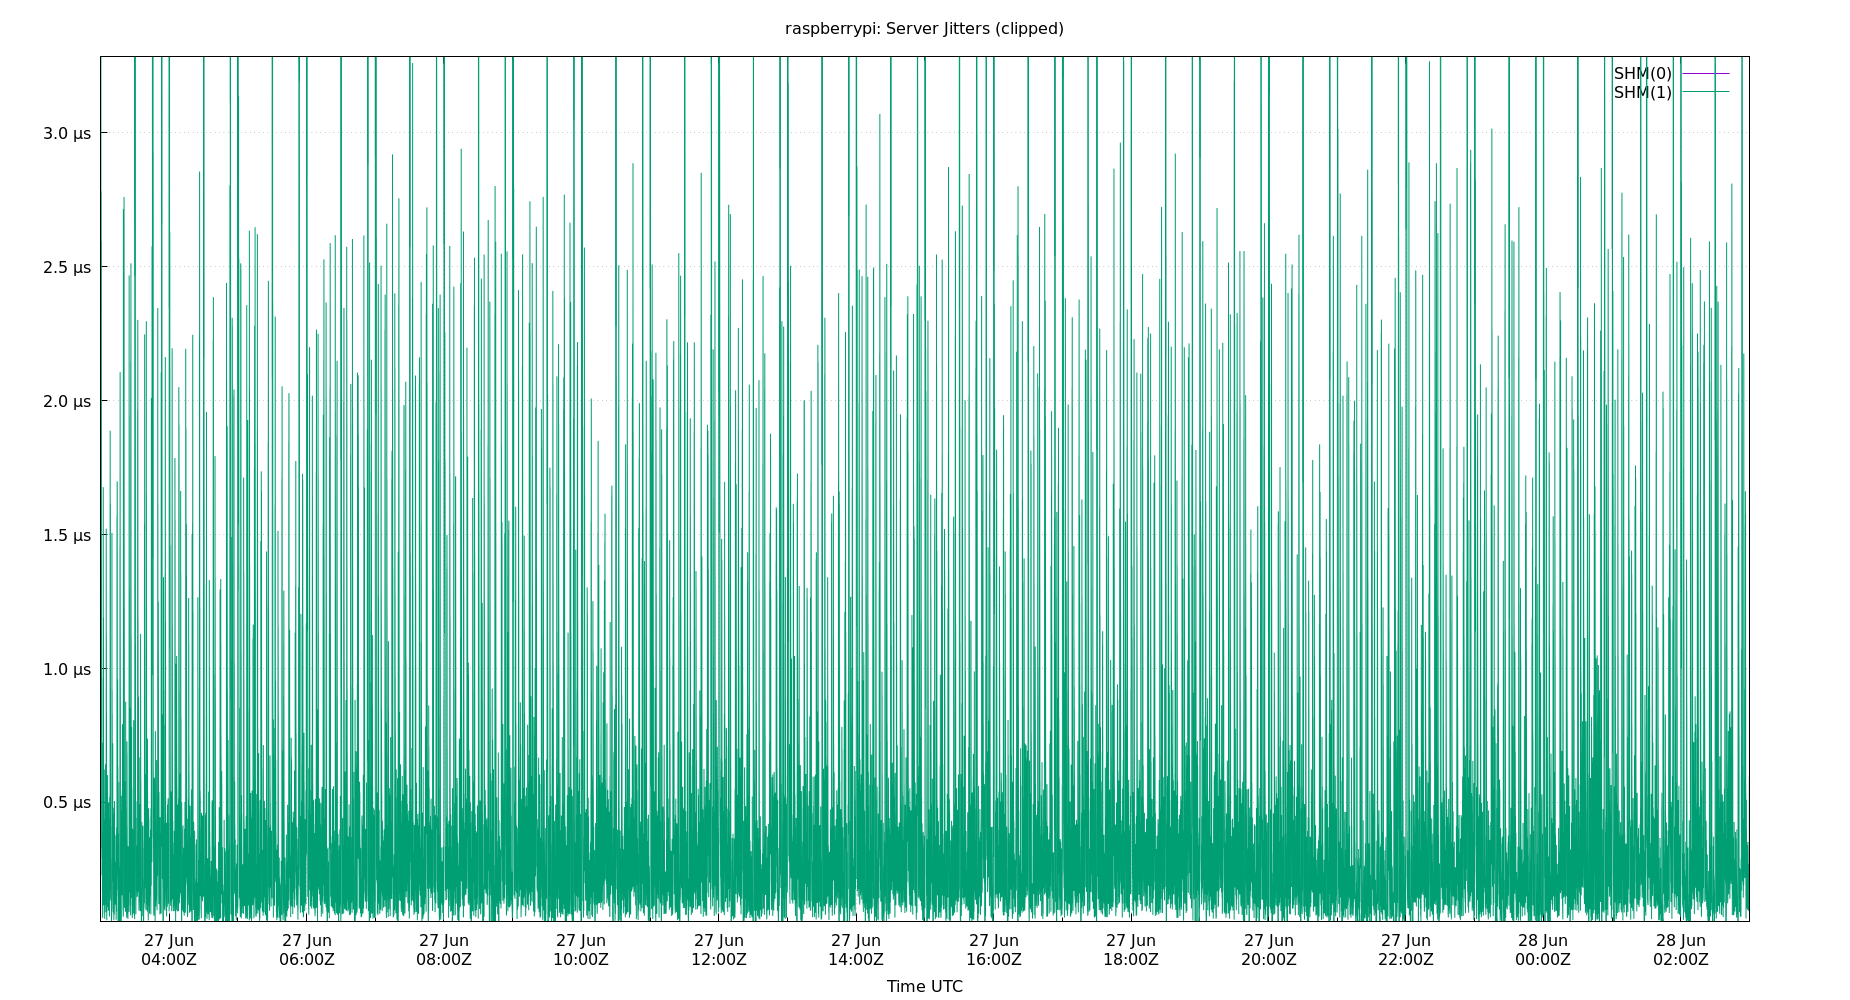 raspberrypi: Server Jitters (clipped)
SHM(0)
SHM(1)
3.0 µs
2.5 µs
2.0 µs
1.5 µs
1.0 µs
0.5 µs
27 Jun 27 Jun 27 Jun 27 Jun 27 Jun 27 Jun 27 Jun 27 Jun 27 Jun 27 Jun 28 Jun 28 Jun
04:00Z 06:00Z 08:00Z 10:00Z 12:00Z 14:00Z 16:00Z 18:00Z 20:00Z 22:00Z 00:00Z 02:00Z
Time UTC